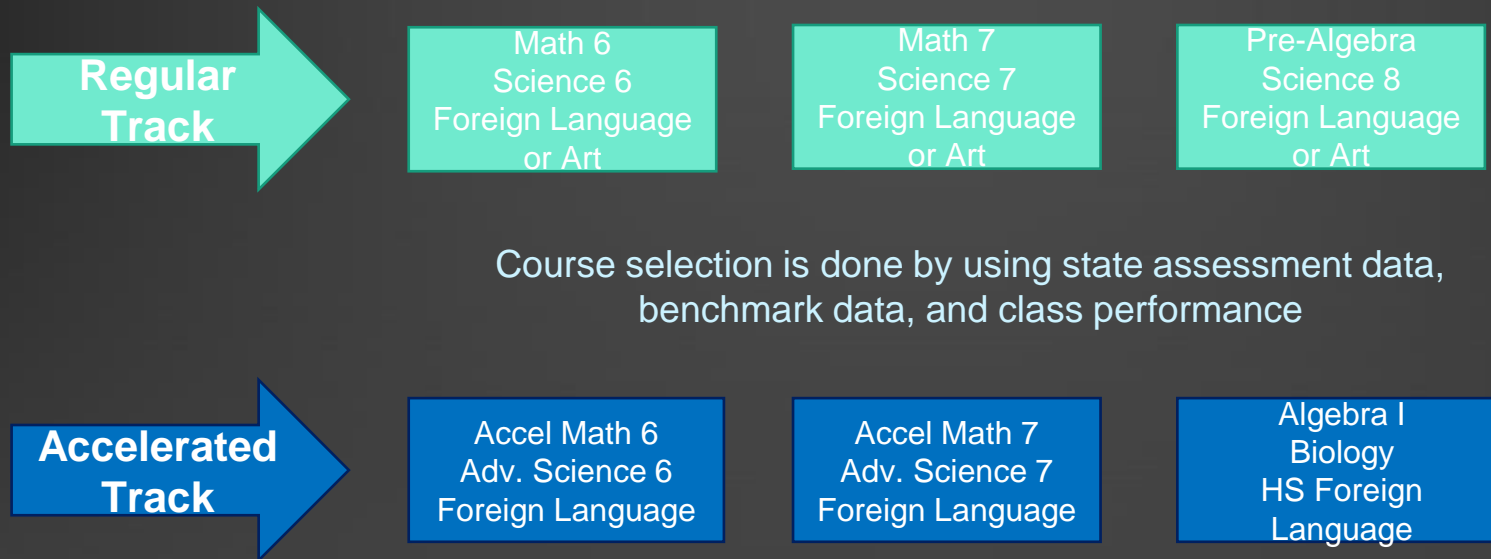 Regular
Track
Math 6
Science 6
Foreign Language
or Art
Math 7
Science 7
Foreign Language
or Art
Pre-Algebra
Science 8
Foreign Language
or Art
Course selection is done by using state assessment data,
benchmark data, and class performance
Accelerated
Track
Accel Math 6
Adv. Science 6
Foreign Language
Accel Math 7
Adv. Science 7
Foreign Language
Algebra I
Biology
HS Foreign
Language